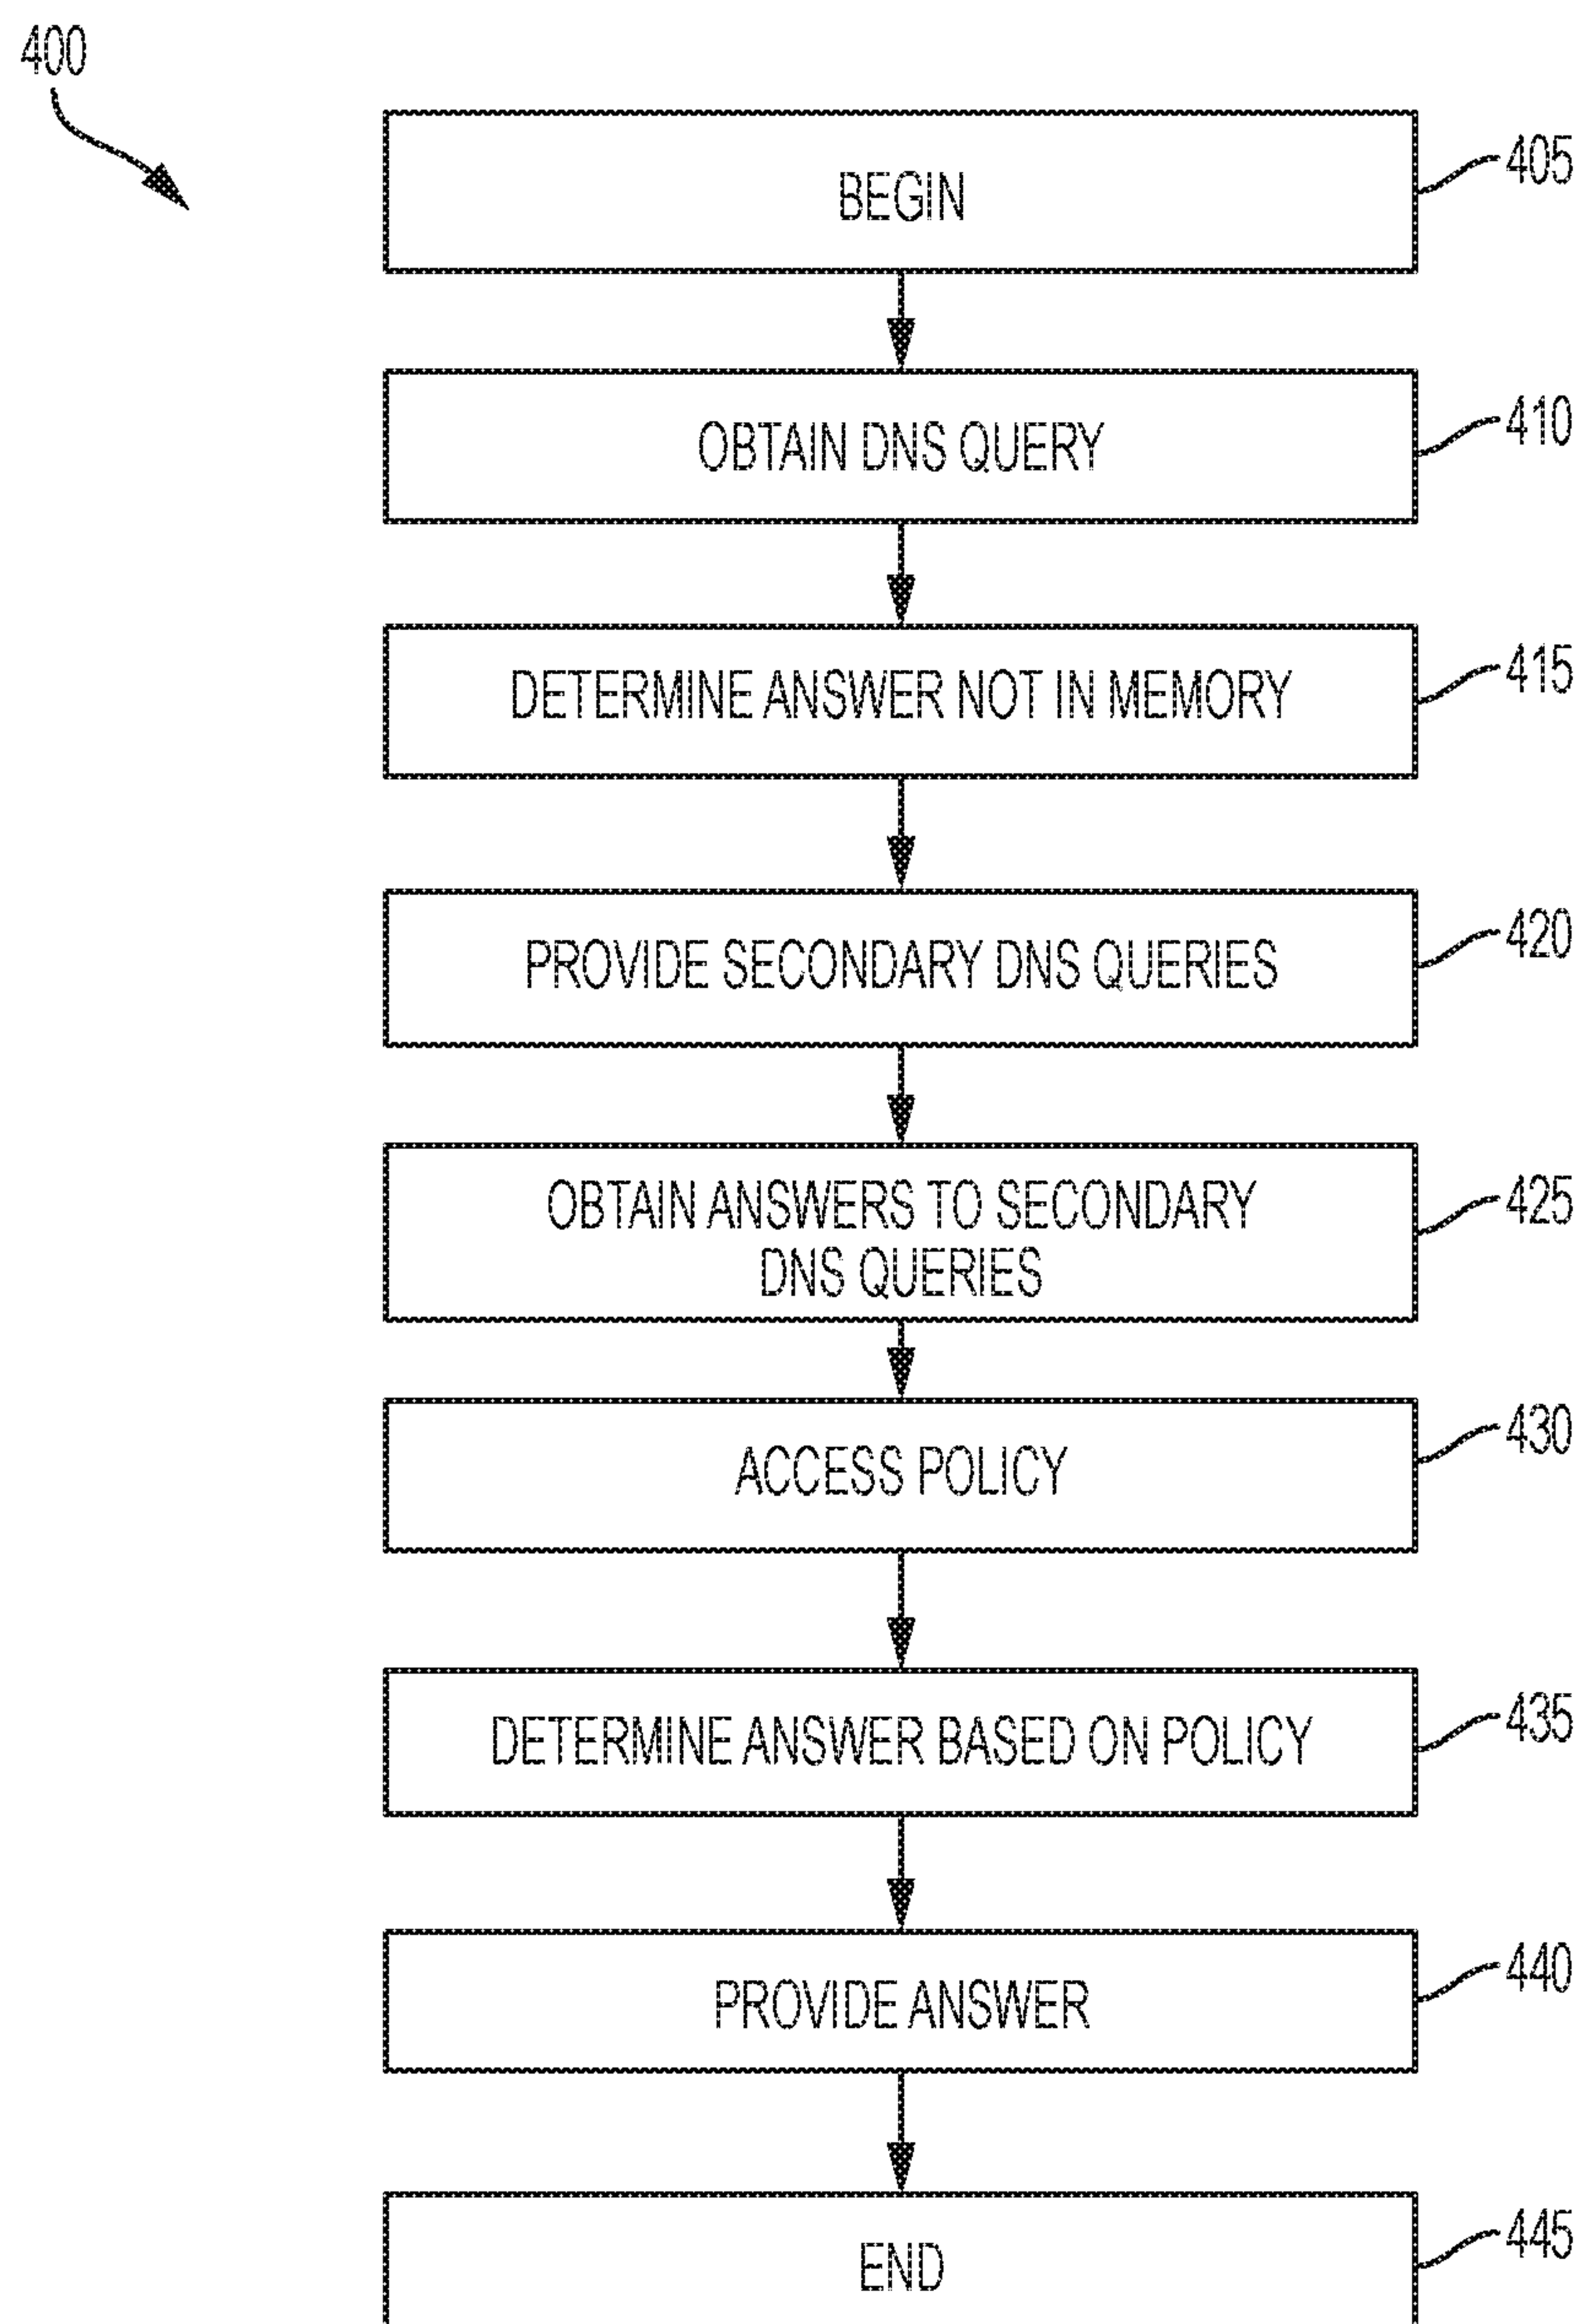 400
BEGIN
405
OBTAIN DNS QUERY
410
DETERMINE ANSWER NOT IN MEMORY
415
PROVIDE SECONDARY DNS QUERIES
420
OBTAIN ANSWERS TO SECONDARY
DNS QUERIES
425
ACCESS POLICY
430
DETERMINE ANSWER BASED ON POLICY
435
PROVIDE ANSWER
440
END
445